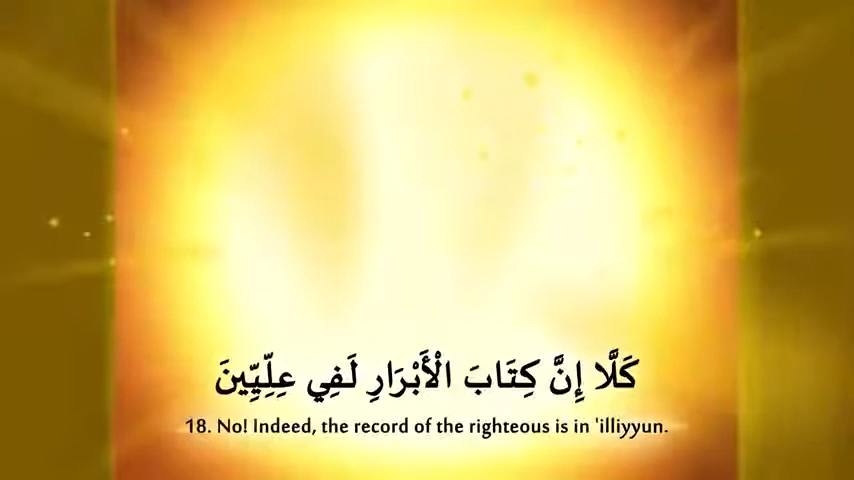 كَلَّا إِنَّ كِتَابَ الْأَبْرَارِ لَفِي عِلِّيِّينَ
18. No! Indeed, the record of the righteous is in 'illiyyun.